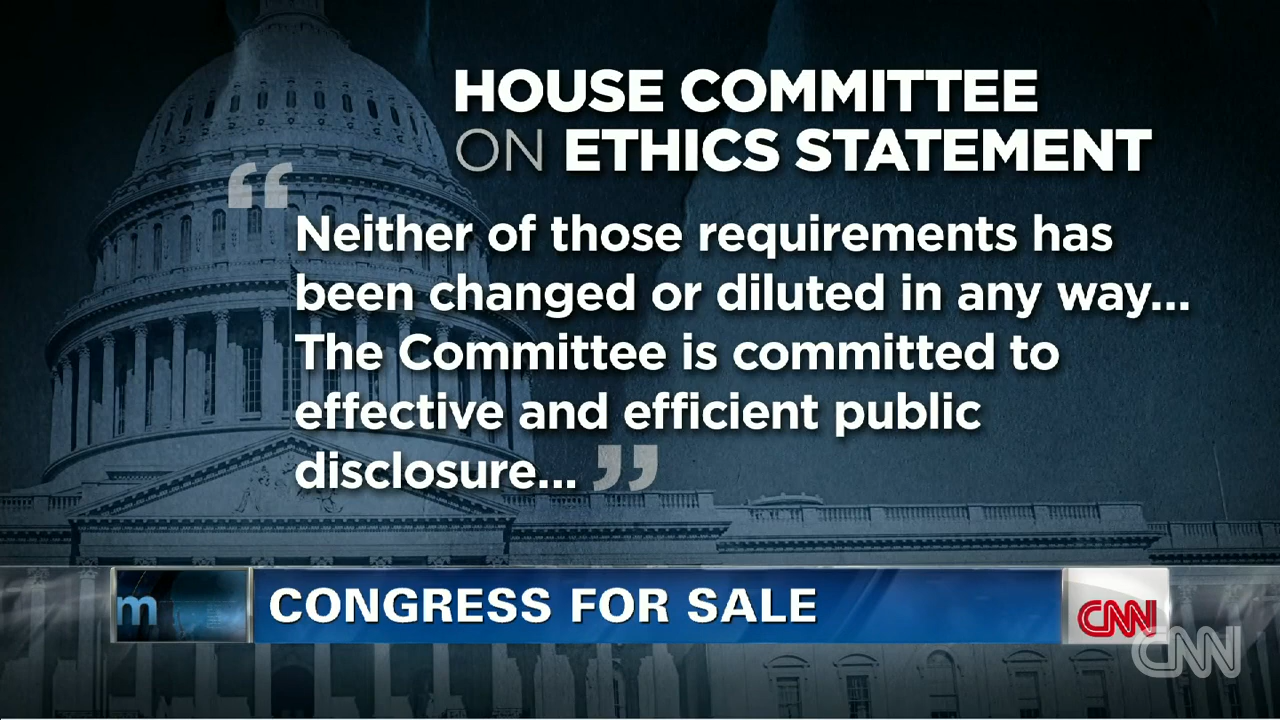 HOUSE COMMITTEE
ON ETHICS STATEMENT
“Neither of those requirements has
been changed or diluted in any way...
The Committee is committed to
effective and efficient public
disclosure...”
m
CONGRESS FOR SALE
CNN
CNN